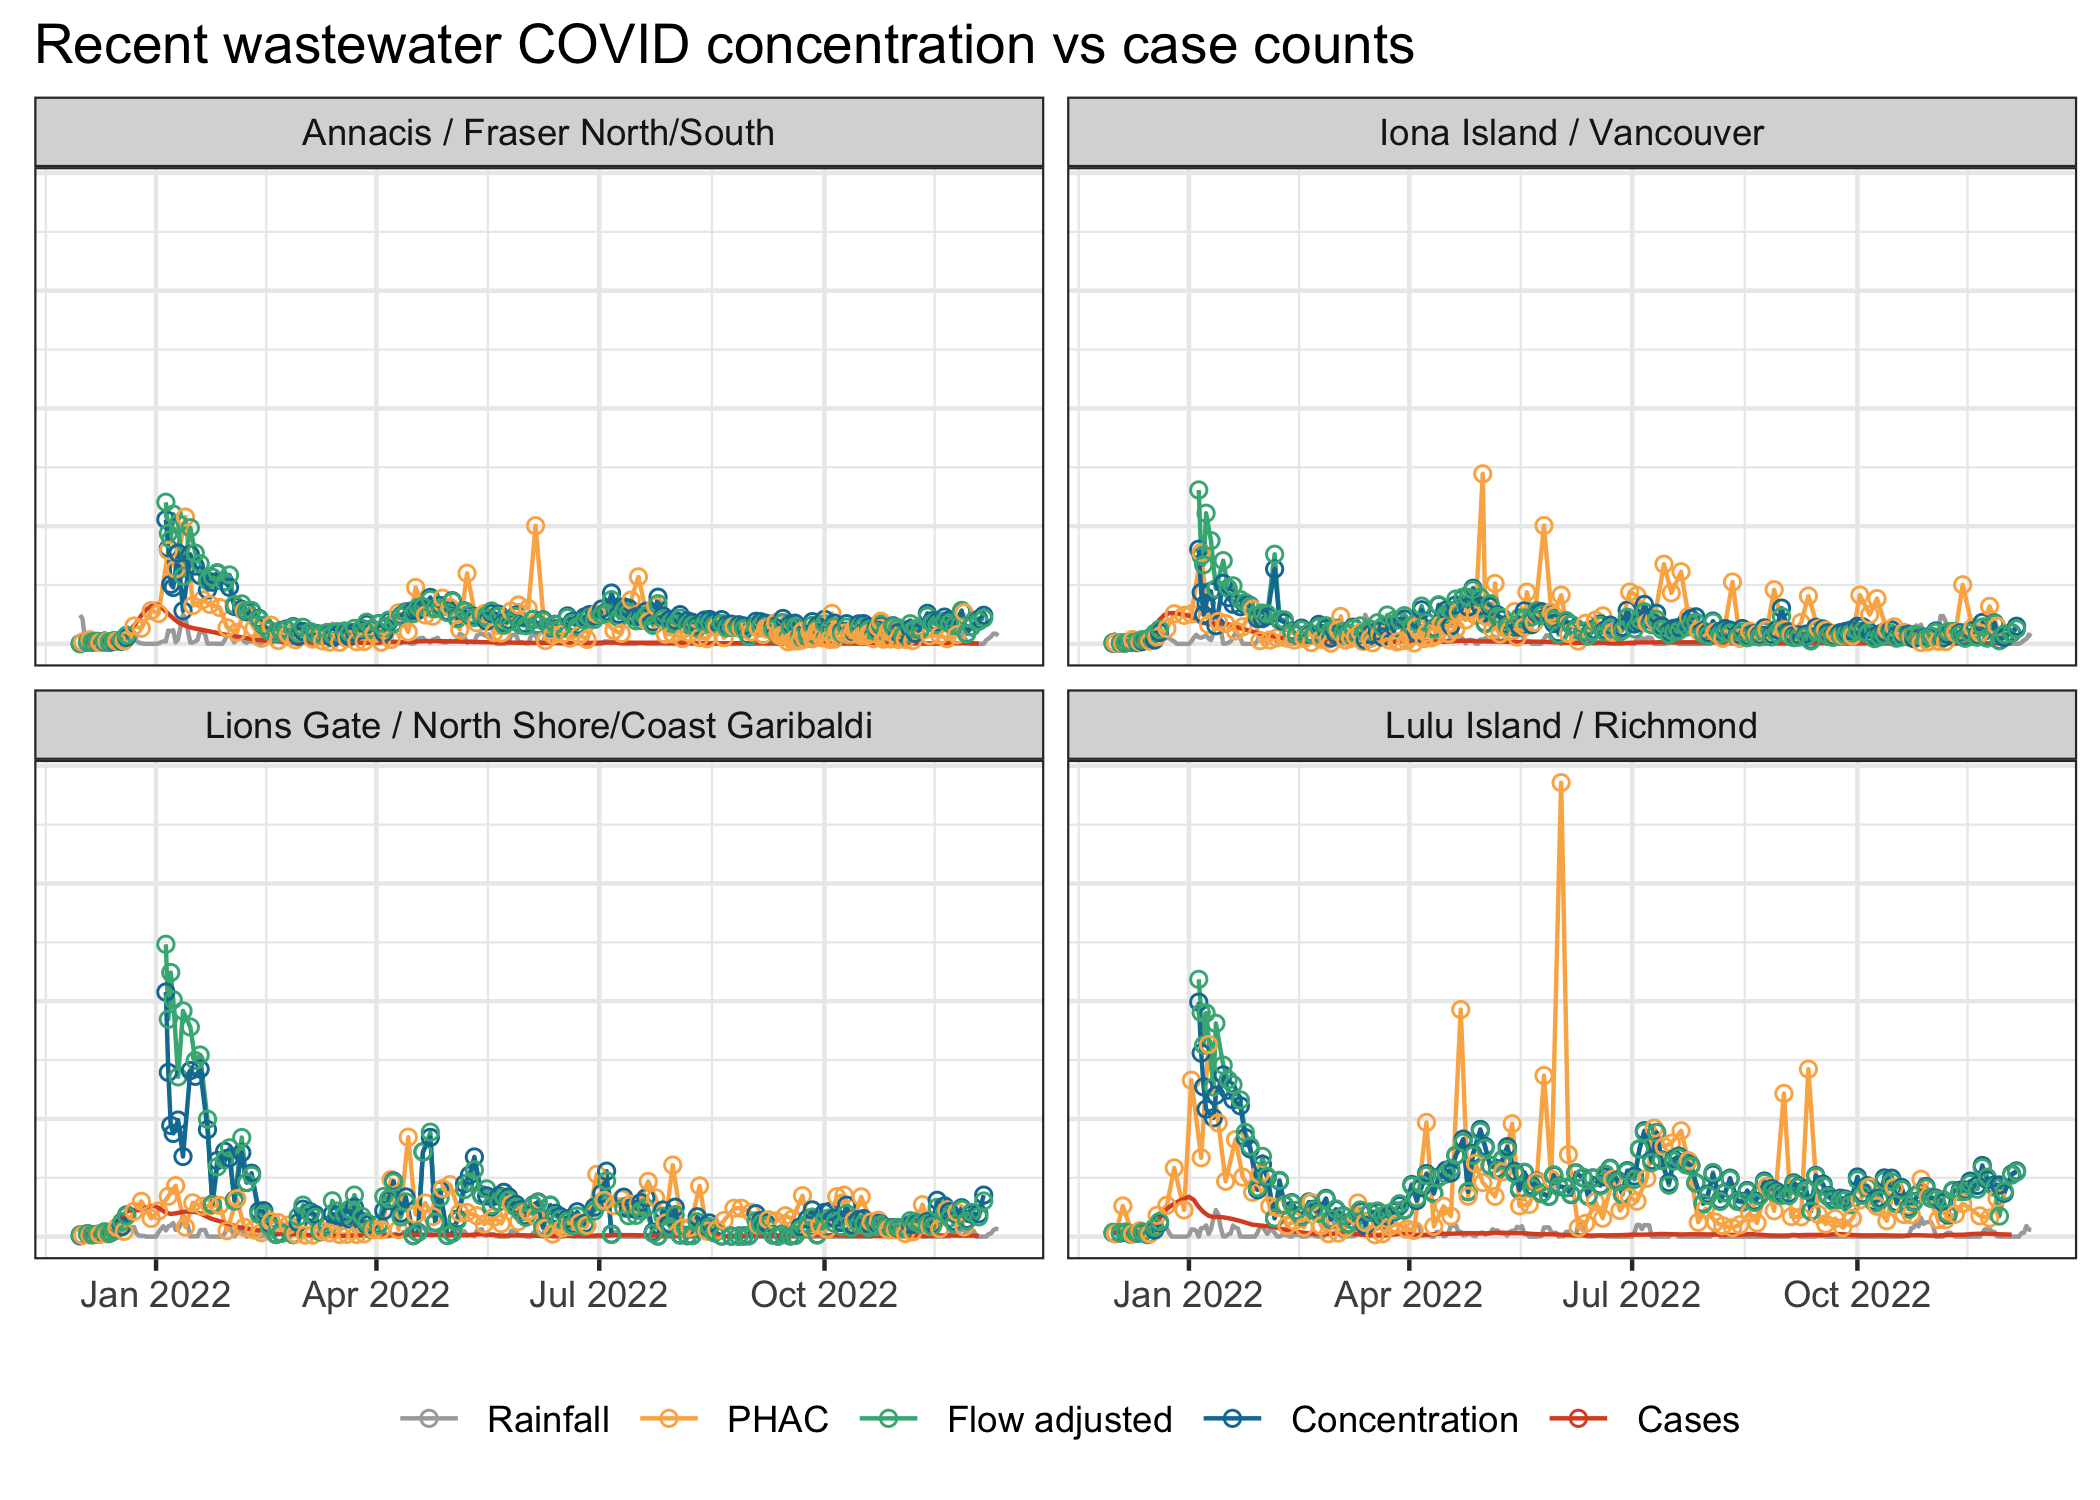 Recent wastewater COVID concentration vs case counts
Annacis / Fraser North/South
Iona Island / Vancouver
Lions Gate / North Shore/Coast Garibaldi
Lulu Island / Richmond
Jan 2022 Apr 2022 Jul 2022 Oct 2022
Jan 2022 Apr 2022 Jul 2022 Oct 2022
Rainfall PHAC Flow adjusted Concentration Cases